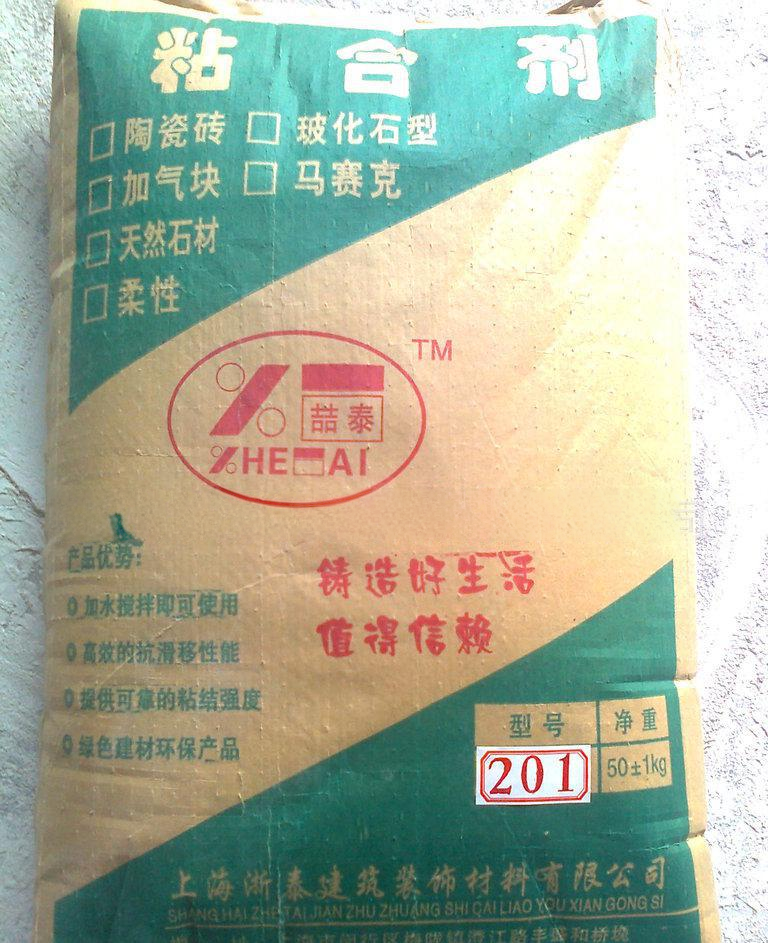 粘合剂
陶瓷砖 玻化石型
加气块 马赛克
天然石材
柔性
TM
喆泰
ZHETAI
产品优势:
加水搅拌即可使用
高效的抗滑移性能
提供可靠的粘结强度
绿色建材环保产品
铸造好生活
值得信赖
型号 净重
201 50±1kg
上海浙泰建筑装饰材料有限公司
SHANG HAI ZHE TAI JIAN ZHU ZHUANG SHI CAI LIAO YOU XIAN GONG SI